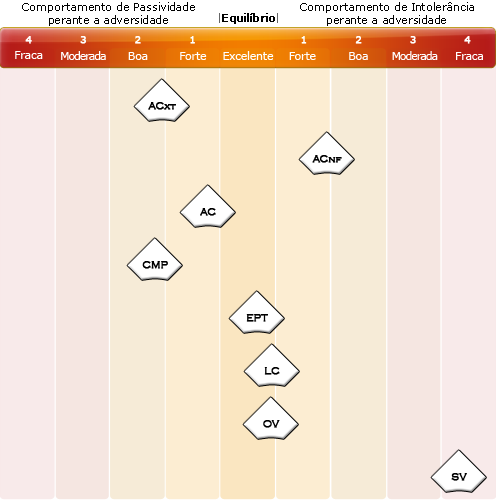 Comportamento de Passividade
perante a adversidade
|Equilíbrio|
Comportamento de Intolerância
perante a adversidade
4 3 2 1 1 2 3 4
Fraca Moderada Boa Forte Excelente Forte Boa Moderada Fraca
ACXT
ACNF
AC
CMP
EPT
LC
OV
SV